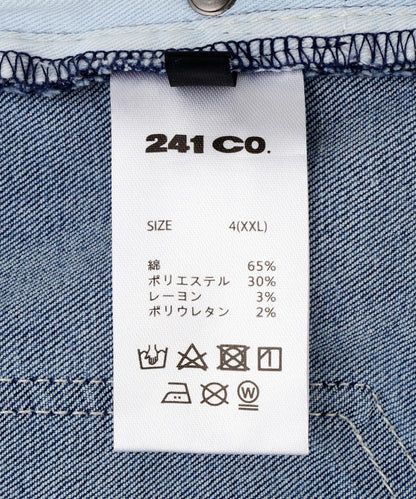 241 CO.
SIZE 4(XXL)
綿 65%
ポリエステル 30%
レーヨン 3%
ポリウレタン 2%
W